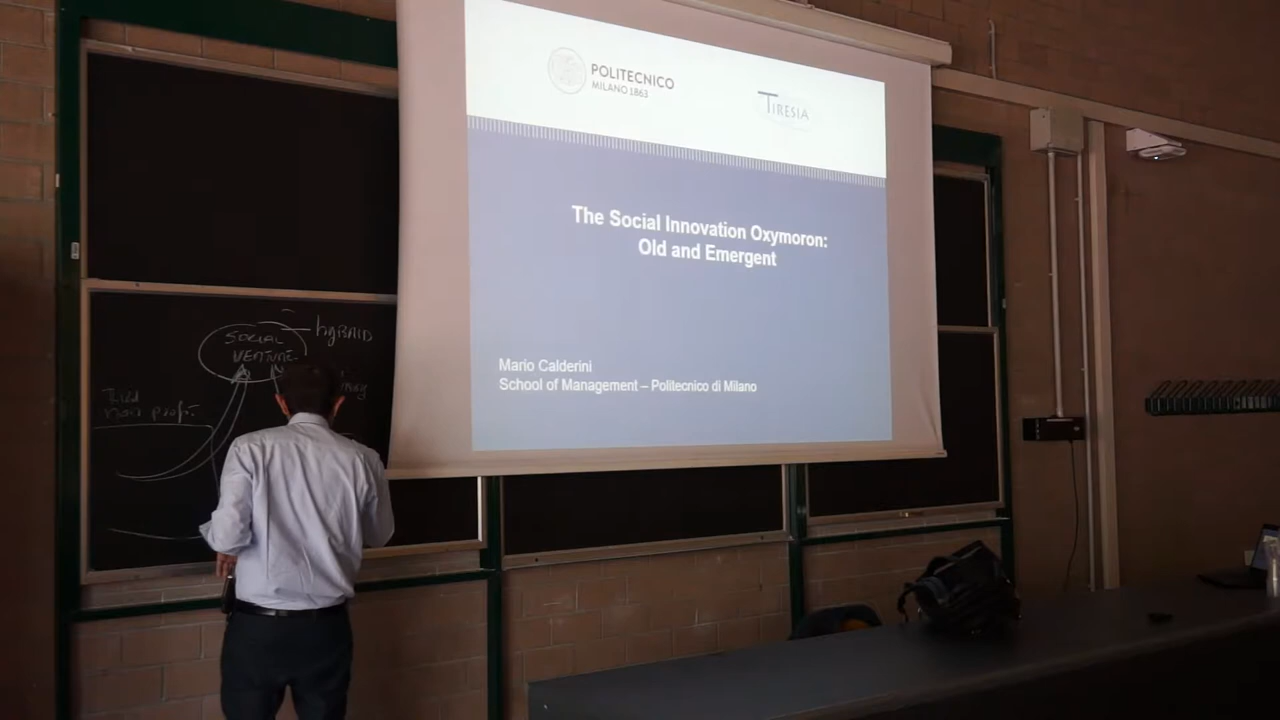 POLITECNICO
MILANO 1863
TIRESIA
The Social Innovation Oxymoron:
Old and Emergent
Mario Calderini
School of Management – Politecnico di Milano
SOCIAL
VENTURE
hyBRID